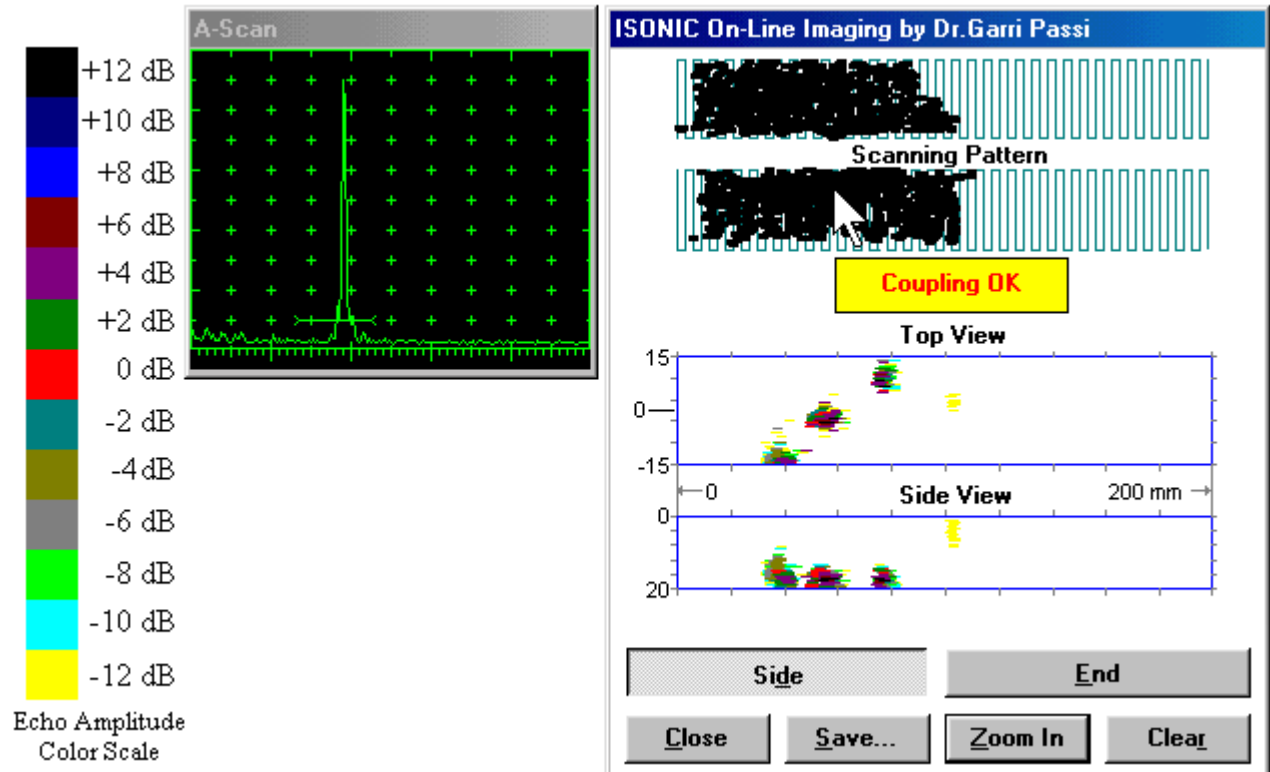 +12 dB
+10 dB
+8 dB
+6 dB
+4 dB
+2 dB
0 dB
-2 dB
-4 dB
-6 dB
-8 dB
-10 dB
-12 dB
Echo Amplitude
Color Scale
A-Scan
ISONIC On-Line Imaging by Dr.Garri Passi
Scanning Pattern
Coupling OK
Top View
15
0
-15
0
Side View
200 mm
0
20
Side
End
Close
Save...
Zoom In
Clear